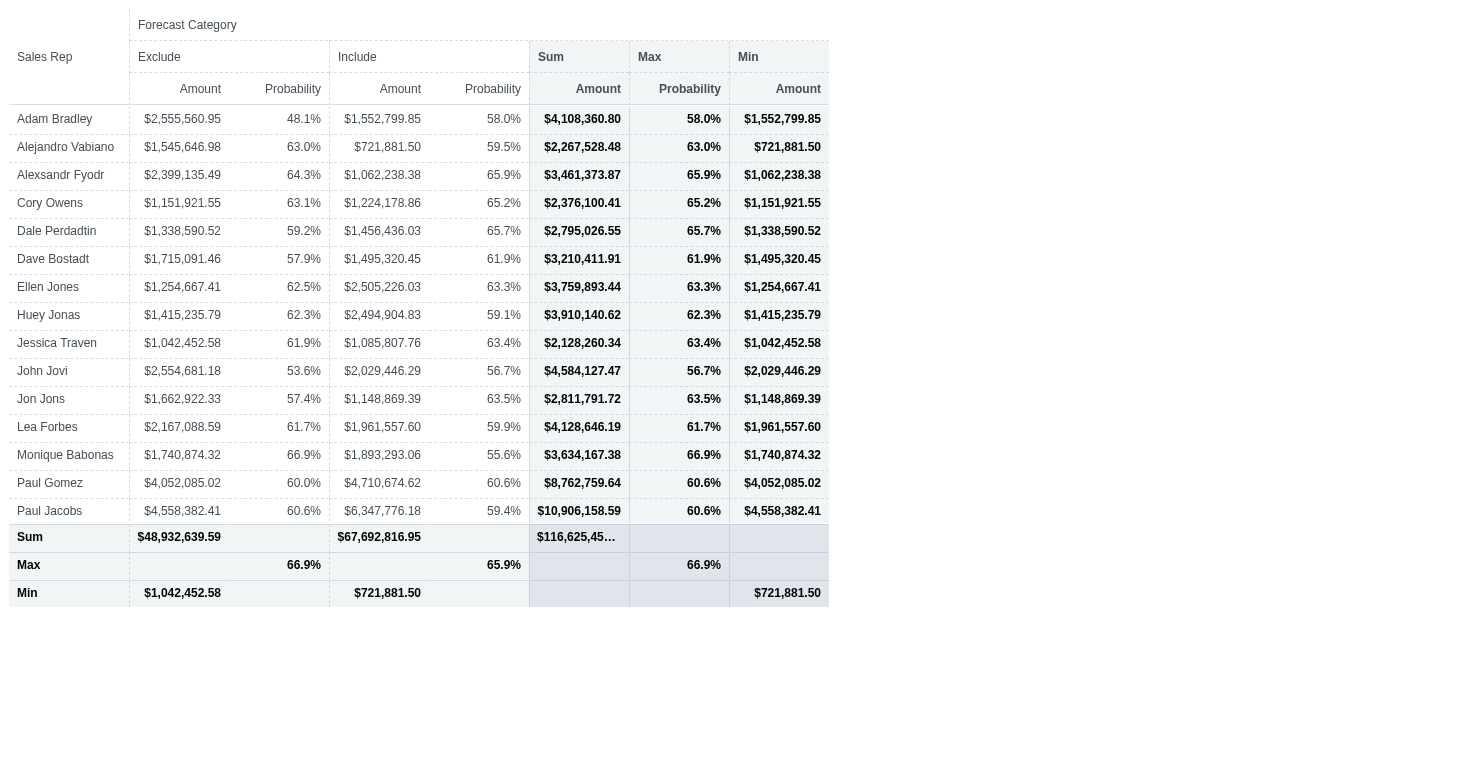 Forecast Category
Sales Rep Exclude Include Sum Max Min
Amount Probability Amount Probability Amount Probability Amount
Adam Bradley $2,555,560.95 48.1% $1,552,799.85 58.0% $4,108,360.80 58.0% $1,552,799.85
Alejandro Vabiano $1,545,646.98 63.0% $721,881.50 59.5% $2,267,528.48 63.0% $721,881.50
Alexsandr Fyodr $2,399,135.49 64.3% $1,062,238.38 65.9% $3,461,373.87 65.9% $1,062,238.38
Cory Owens $1,151,921.55 63.1% $1,224,178.86 65.2% $2,376,100.41 65.2% $1,151,921.55
Dale Perdadtin $1,338,590.52 59.2% $1,456,436.03 65.7% $2,795,026.55 65.7% $1,338,590.52
Dave Bostadt $1,715,091.46 57.9% $1,495,320.45 61.9% $3,210,411.91 61.9% $1,495,320.45
Ellen Jones $1,254,667.41 62.5% $2,505,226.03 63.3% $3,759,893.44 63.3% $1,254,667.41
Huey Jonas $1,415,235.79 62.3% $2,494,904.83 59.1% $3,910,140.62 62.3% $1,415,235.79
Jessica Traven $1,042,452.58 61.9% $1,085,807.76 63.4% $2,128,260.34 63.4% $1,042,452.58
John Jovi $2,554,681.18 53.6% $2,029,446.29 56.7% $4,584,127.47 56.7% $2,029,446.29
Jon Jons $1,662,922.33 57.4% $1,148,869.39 63.5% $2,811,791.72 63.5% $1,148,869.39
Lea Forbes $2,167,088.59 61.7% $1,961,557.60 59.9% $4,128,646.19 61.7% $1,961,557.60
Monique Babonas $1,740,874.32 66.9% $1,893,293.06 55.6% $3,634,167.38 66.9% $1,740,874.32
Paul Gomez $4,052,085.02 60.0% $4,710,674.62 60.6% $8,762,759.64 60.6% $4,052,085.02
Paul Jacobs $4,558,382.41 60.6% $6,347,776.18 59.4% $10,906,158.59 60.6% $4,558,382.41
Sum $48,932,639.59 $67,692,816.95 $116,625,45…
Max 66.9% 65.9% 66.9%
Min $1,042,452.58 $721,881.50 $721,881.50